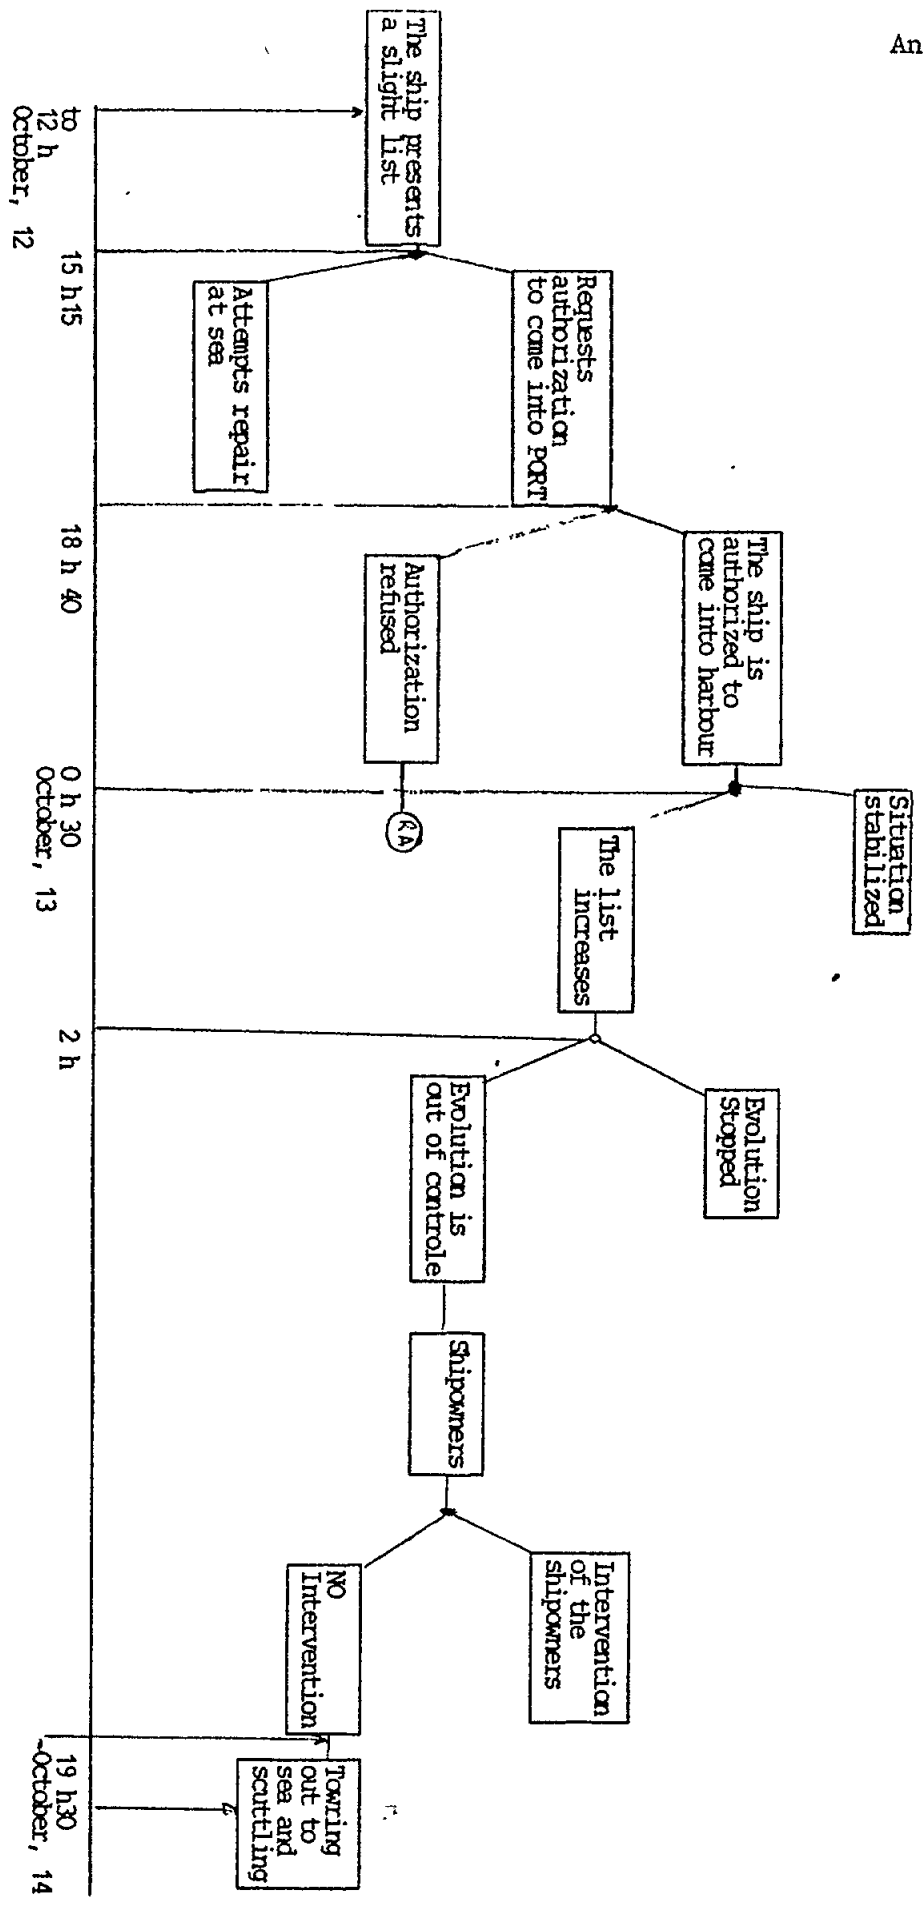 An
The ship presents
a slight list
Attempts repair
at sea
Requests
authorization
to come into PORT
Authorization
refused
RA
The ship is
authorized to
come into harbour
Situation
stabilized
The list
increases
Evolution
Stopped
Evolution is
out of controle
Shipowners
Intervention
of the
shipowners
NO
Intervention
Towring
out to
sea and
scuttling
to
12 h
October, 12
15 h15
18 h 40
0 h 30
October, 13
2 h
19 h30
October, 14